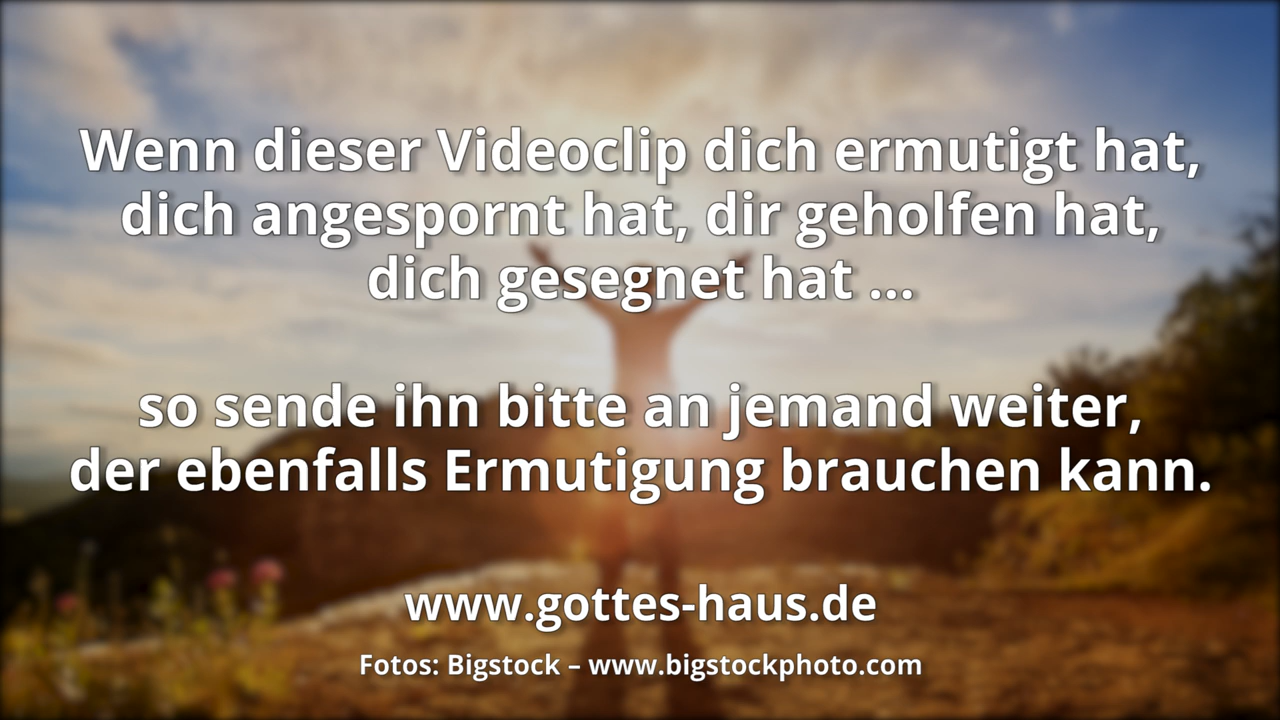 Wenn dieser Videoclip dich ermutigt hat,
dich angespornt hat, dir geholfen hat,
dich gesegnet hat ...
so sende ihn bitte an jemand weiter,
der ebenfalls Ermutigung brauchen kann.
www.gottes-haus.de
Fotos: Bigstock – www.bigstockphoto.com